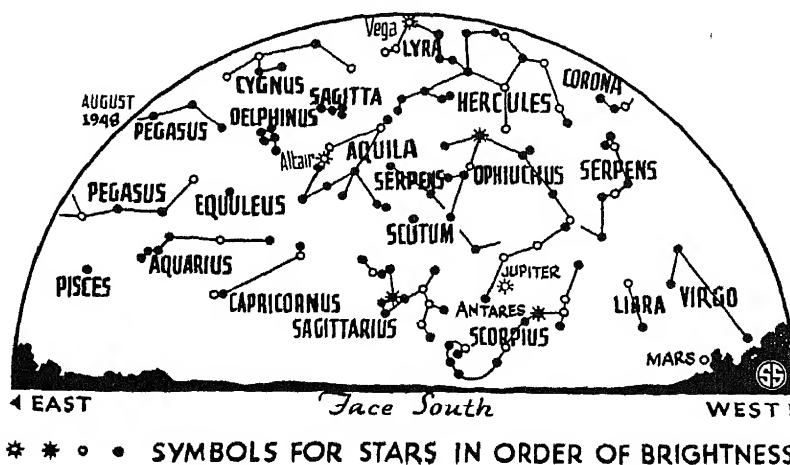 Vega
LYRA
CYGNUS
CORONA
SAGITTA
HERCULES
AUGUST
1948
PEGASUS
DELPHINUS
Altair
AQUILA
SERPENS
OPHIUCHUS
SERPENS
PEGASUS
EQUULEUS
SCUTUM
AQUARIUS
PISCES
CAPRICORNUS
SAGITTARIUS
JUPITER
ANTARES
SCORPIUS
LIBRA
VIRGO
MARS
SS
EAST
Face South
WEST
SYMBOLS FOR STARS IN ORDER OF BRIGHTNESS